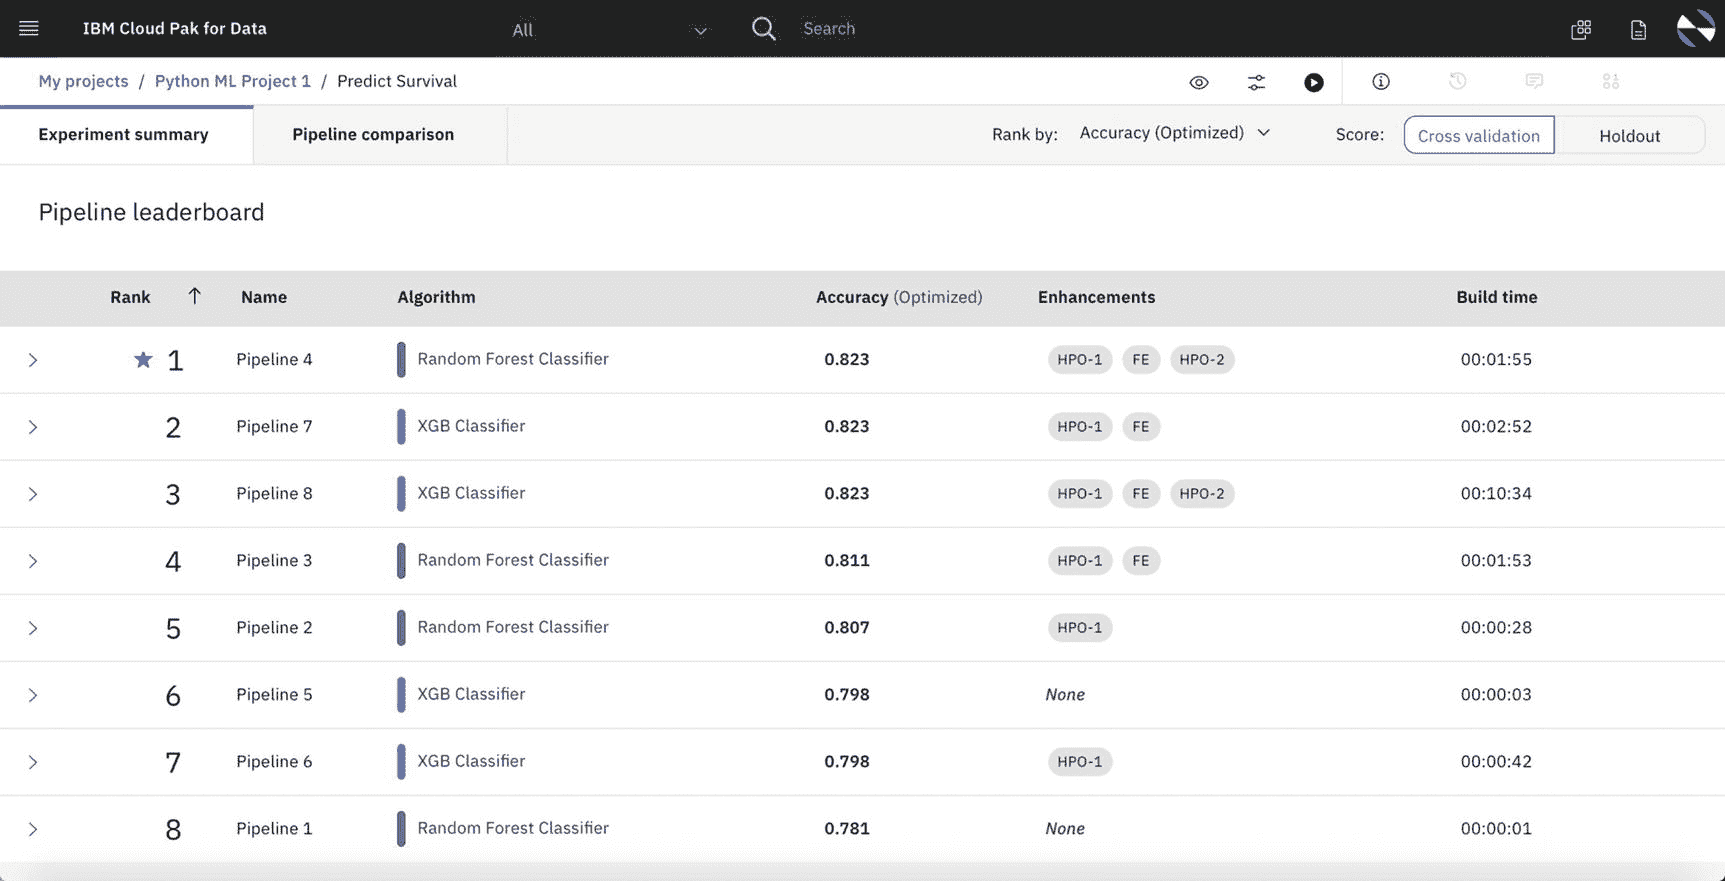 IBM Cloud Pak for Data All Search
My projects / Python ML Project 1 / Predict Survival
Experiment summary Pipeline comparison Rank by: Accuracy (Optimized) Score: Cross validation Holdout
Pipeline leaderboard
Rank ↑ Name Algorithm Accuracy (Optimized) Enhancements Build time
★ 1 Pipeline 4 Random Forest Classifier 0.823 HPO-1 FE HPO-2 00:01:55
2 Pipeline 7 XGB Classifier 0.823 HPO-1 FE 00:02:52
3 Pipeline 8 XGB Classifier 0.823 HPO-1 FE HPO-2 00:10:34
4 Pipeline 3 Random Forest Classifier 0.811 HPO-1 FE 00:01:53
5 Pipeline 2 Random Forest Classifier 0.807 HPO-1 00:00:28
6 Pipeline 5 XGB Classifier 0.798 None 00:00:03
7 Pipeline 6 XGB Classifier 0.798 HPO-1 00:00:42
8 Pipeline 1 Random Forest Classifier 0.781 None 00:00:01